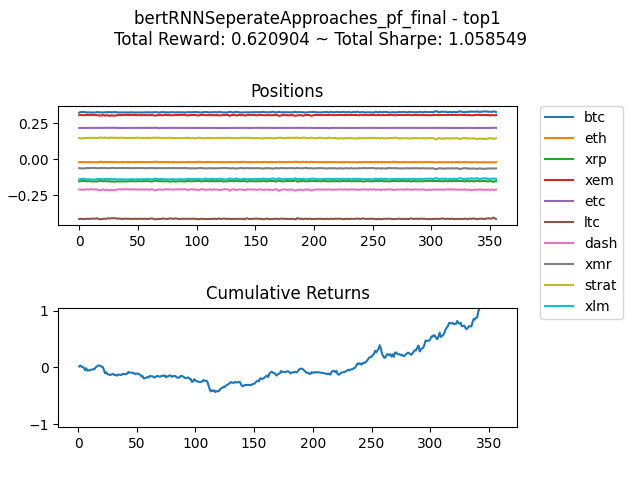 bertRNNSeperateApproaches_pf_final - top1
Total Reward: 0.620904 ~ Total Sharpe: 1.058549
Positions
0.25
0.00
−0.25
0 50 100 150 200 250 300 350
btc
eth
xrp
xem
etc
ltc
dash
xmr
strat
xlm
Cumulative Returns
1
0
−1
0 50 100 150 200 250 300 350